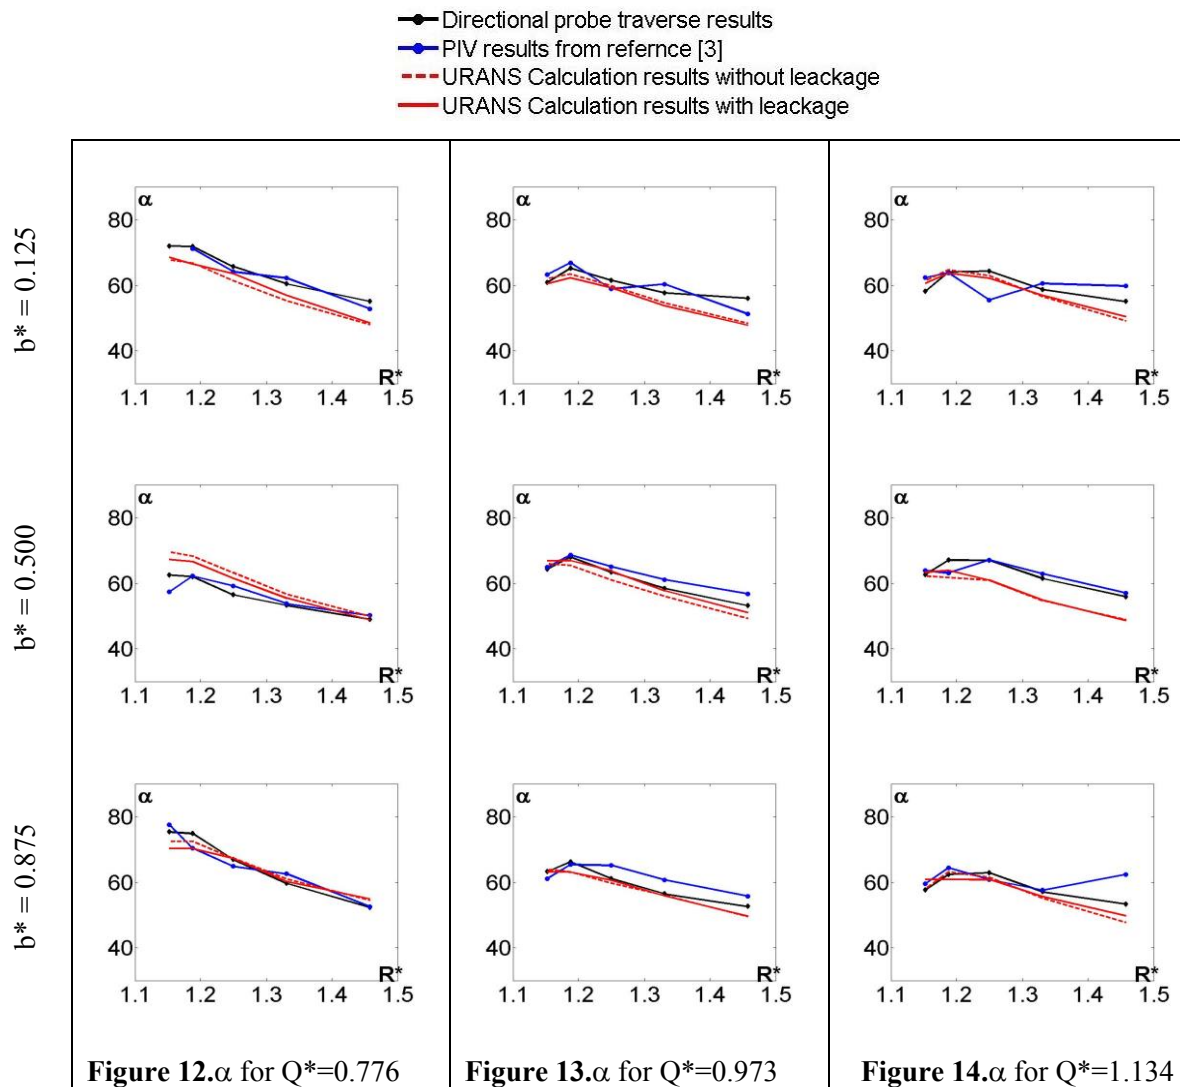 Directional probe traverse results
PIV results from refernce [3]
URANS Calculation results without leackage
URANS Calculation results with leackage
b* = 0.125
α
80
60
40
R*
1.1 1.2 1.3 1.4 1.5
α
80
60
40
R*
1.1 1.2 1.3 1.4 1.5
α
80
60
40
R*
1.1 1.2 1.3 1.4 1.5
b* = 0.500
α
80
60
40
R*
1.1 1.2 1.3 1.4 1.5
α
80
60
40
R*
1.1 1.2 1.3 1.4 1.5
α
80
60
40
R*
1.1 1.2 1.3 1.4 1.5
b* = 0.875
α
80
60
40
R*
1.1 1.2 1.3 1.4 1.5
α
80
60
40
R*
1.1 1.2 1.3 1.4 1.5
α
80
60
40
R*
1.1 1.2 1.3 1.4 1.5
Figure 12.α for Q*=0.776
Figure 13.α for Q*=0.973
Figure 14.α for Q*=1.134